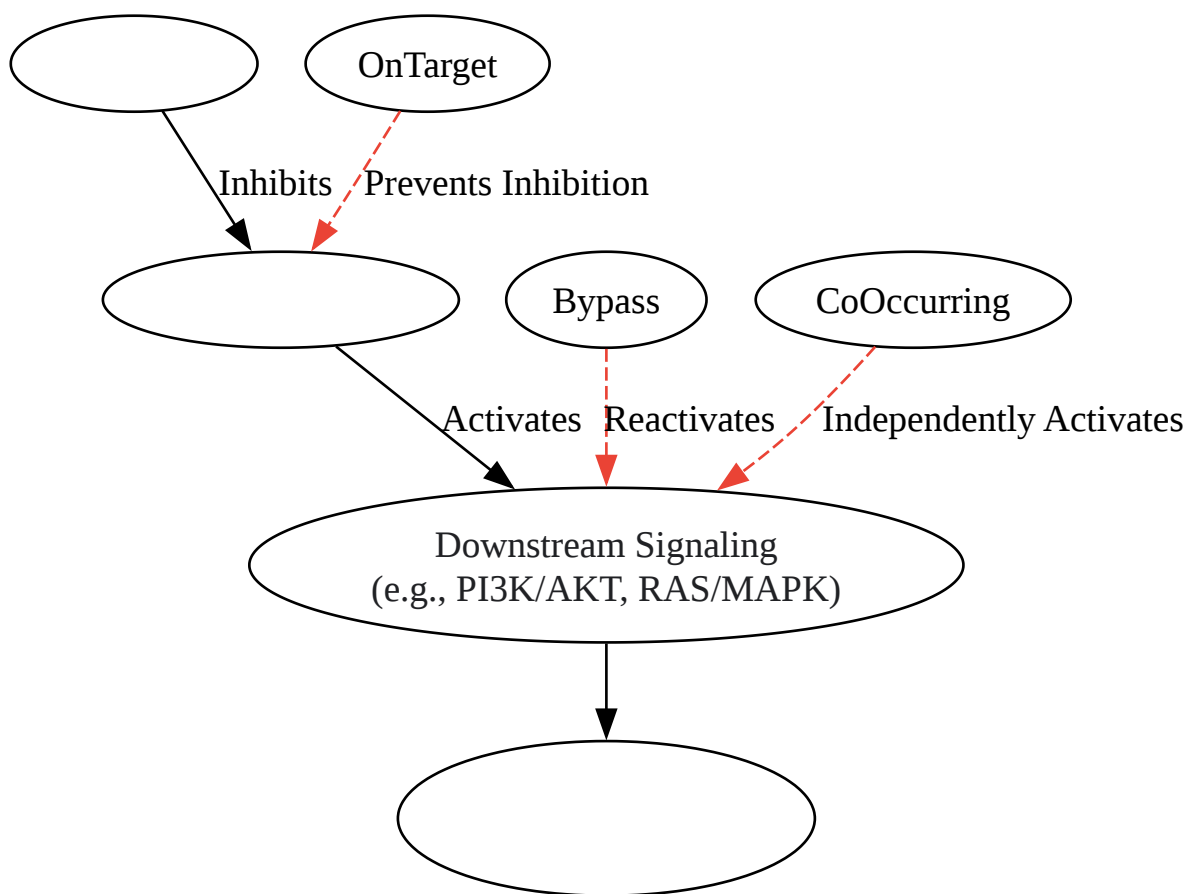 OnTarget
Inhibits
Prevents Inhibition
Bypass
CoOccurring
Activates
Reactivates
Independently Activates
Downstream Signaling
(e.g., PI3K/AKT, RAS/MAPK)